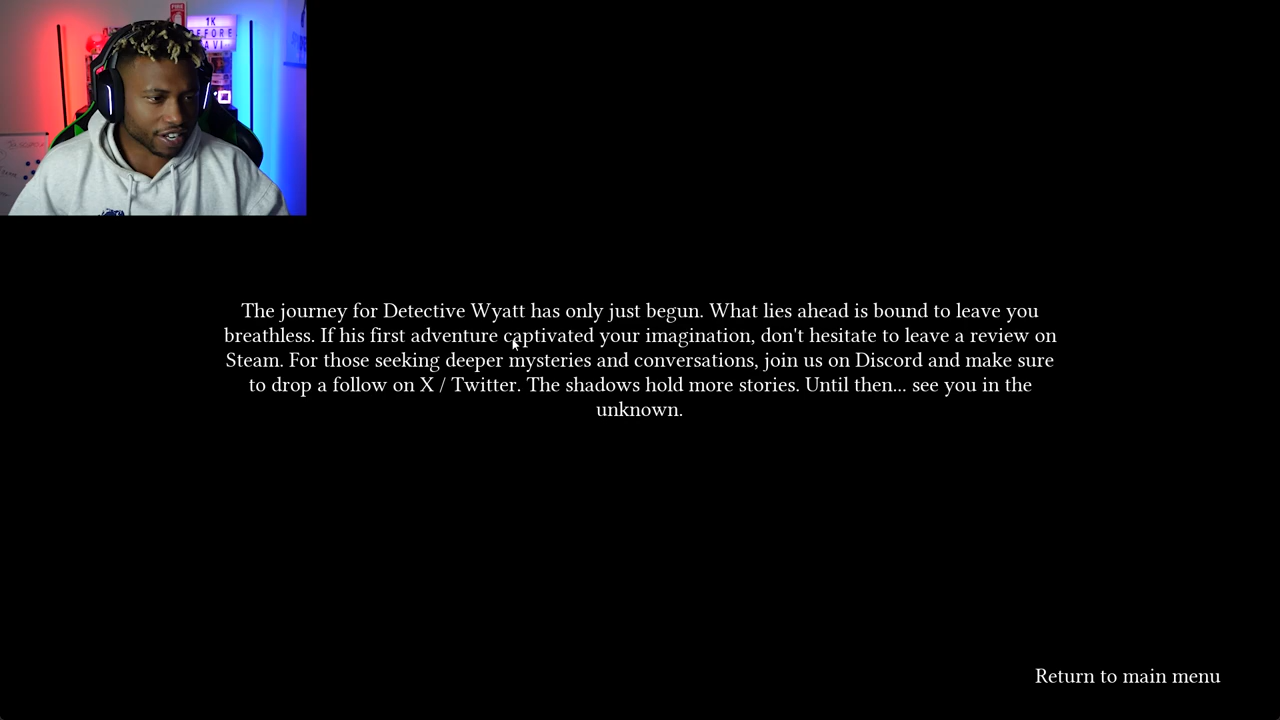 FIRE
1K
The journey for Detective Wyatt has only just begun. What lies ahead is bound to leave you
breathless. If his first adventure captivated your imagination, don't hesitate to leave a review on
Steam. For those seeking deeper mysteries and conversations, join us on Discord and make sure
to drop a follow on X / Twitter. The shadows hold more stories. Until then... see you in the
unknown.
Return to main menu